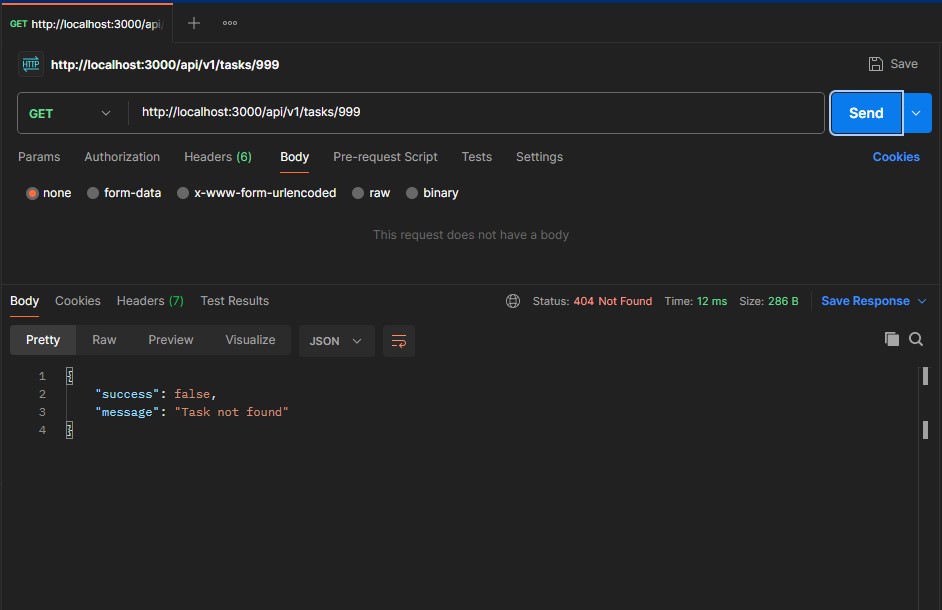 GET http://localhost:3000/api/
HTTP http://localhost:3000/api/v1/tasks/999 Save
GET http://localhost:3000/api/v1/tasks/999 Send
Params Authorization Headers (6) Body Pre-request Script Tests Settings Cookies
none form-data x-www-form-urlencoded raw binary
This request does not have a body
Body Cookies Headers (7) Test Results Status: 404 Not Found Time: 12 ms Size: 286 B Save Response
Pretty Raw Preview Visualize JSON
1 {
2 "success": false,
3 "message": "Task not found"
4 }